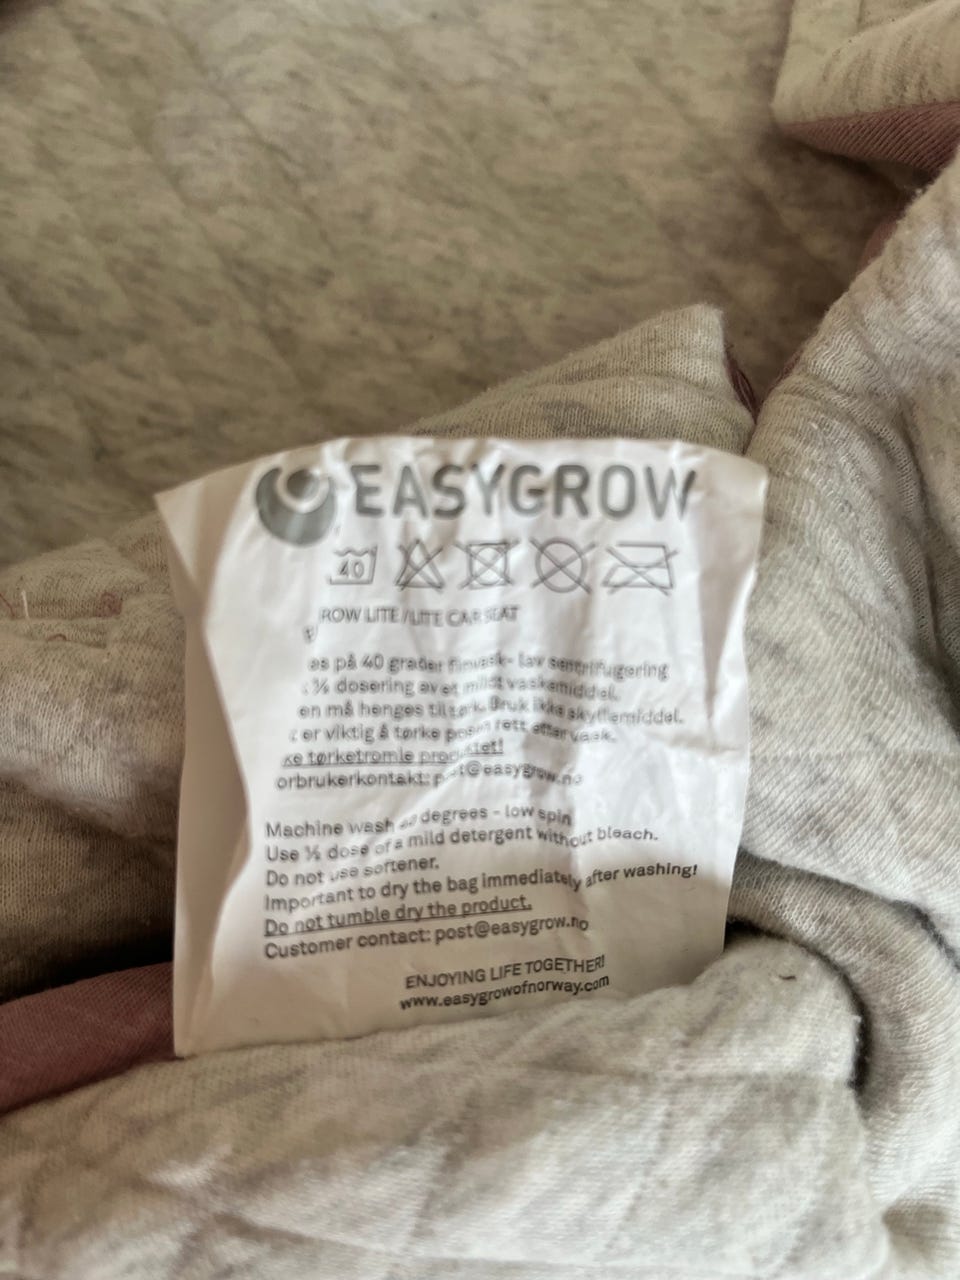 EASYGROW
40
ROW LITE/LITE CAR SEAT
es på 40 grader finvask- lav sentrifugering
½ dosering av et mildt vaskemiddel.
en må henges til tørk. Bruk ikke skyllemiddel.
er viktig å tørke posen rett etter vask.
ke tørketromle produktet!
orbrukerkontakt: post@easygrow.no
Machine wash 40 degrees - low spin
Use ½ dose of a mild detergent without bleach.
Do not use softener.
Important to dry the bag immediately after washing!
Do not tumble dry the product.
Customer contact: post@easygrow.no
ENJOYING LIFE TOGETHER!
www.easygrowofnorway.com